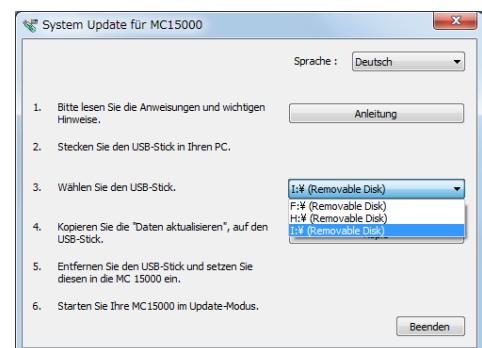 System Update für MC15000
Sprache : Deutsch
1. Bitte lesen Sie die Anweisungen und wichtigen
Hinweise.
Anleitung
2. Stecken Sie den USB-Stick in Ihren PC.
3. Wählen Sie den USB-Stick.
I:¥ (Removable Disk)
F:¥ (Removable Disk)
H:¥ (Removable Disk)
I:¥ (Removable Disk)
4. Kopieren Sie die "Daten aktualisieren", auf den
USB-Stick.
5. Entfernen Sie den USB-Stick und setzen Sie
diesen in die MC 15000 ein.
6. Starten Sie Ihre MC15000 im Update-Modus.
Beenden